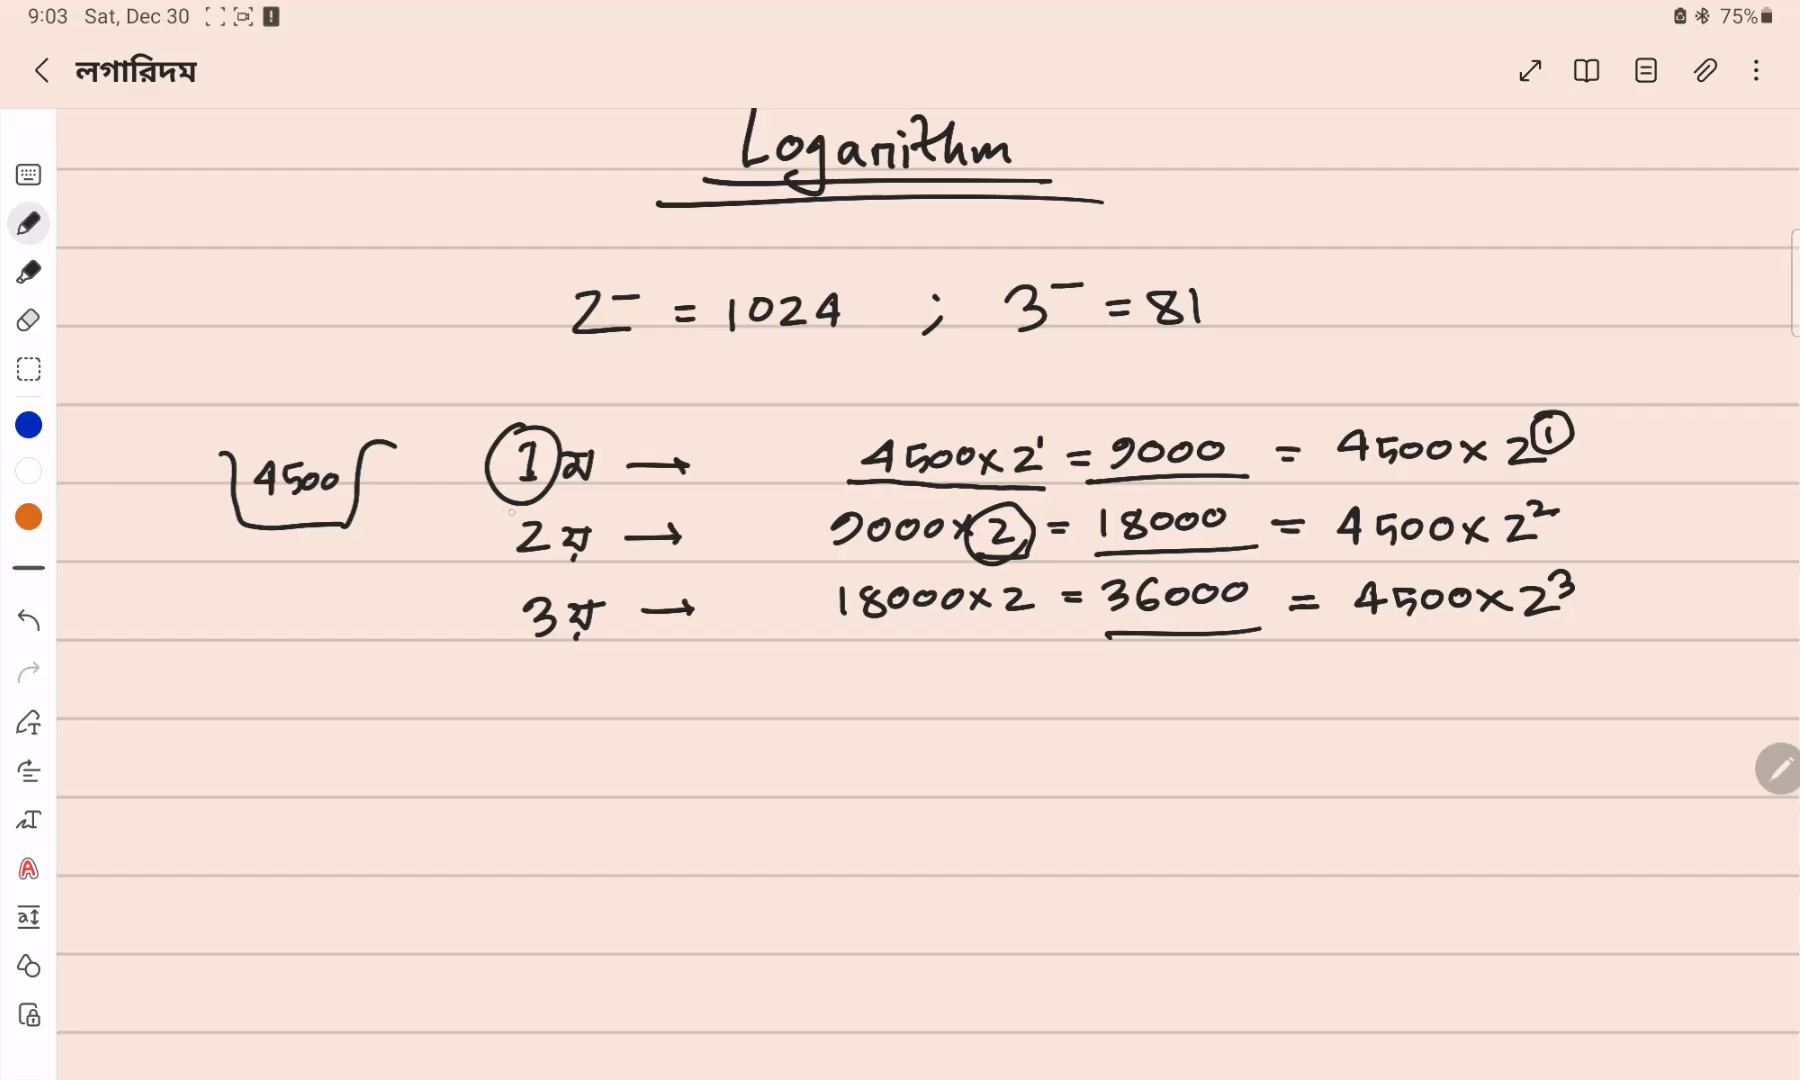 9:03 Sat, Dec 30 75%
লগারিদম
Logarithm
2⁻ = 1024 ; 3⁻ = 81
4500 1ম → 4500 × 2¹ = 9000 = 4500 × 2¹
2য় → 9000 × 2 = 18000 = 4500 × 2²
3য় → 18000 × 2 = 36000 = 4500 × 2³